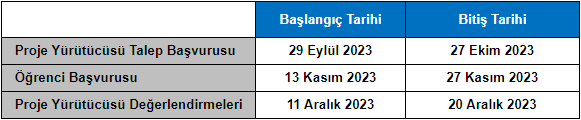 Başlangıç Tarihi Bitiş Tarihi
Proje Yürütücüsü Talep Başvurusu 29 Eylül 2023 27 Ekim 2023
Öğrenci Başvurusu 13 Kasım 2023 27 Kasım 2023
Proje Yürütücüsü Değerlendirmeleri 11 Aralık 2023 20 Aralık 2023